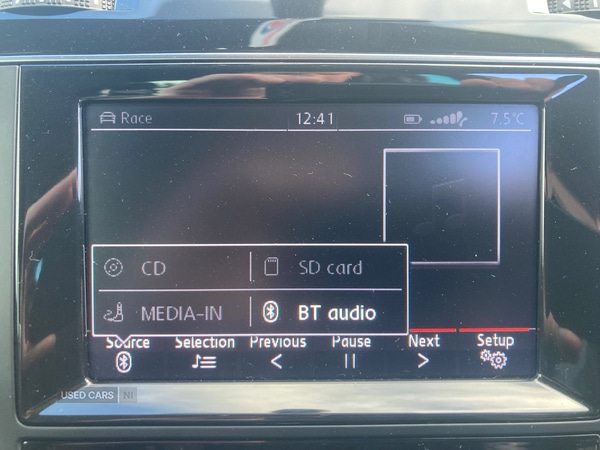 Race 12:41 7.5°C
CD SD card
MEDIA-IN BT audio
Source Selection Previous Pause Next Setup
USED CARS NI